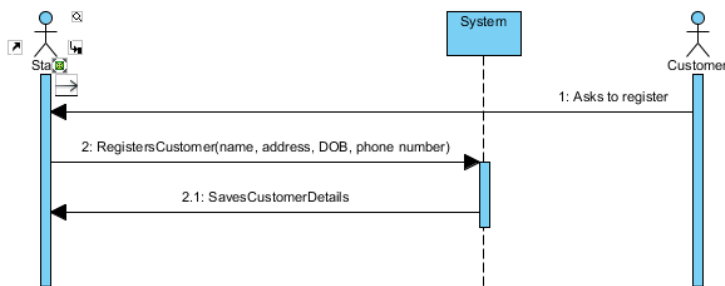 System
Sta
Customer
1: Asks to register
2: RegistersCustomer(name, address, DOB, phone number)
2.1: SavesCustomerDetails